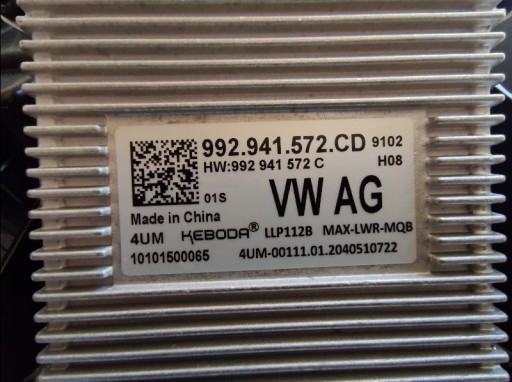 992.941.572.CD 9102
HW:992 941 572 C H08
01S VW AG
Made in China
4UM KEBODA® LLP112B MAX-LWR-MQB
10101500065 4UM-00111.01.2040510722